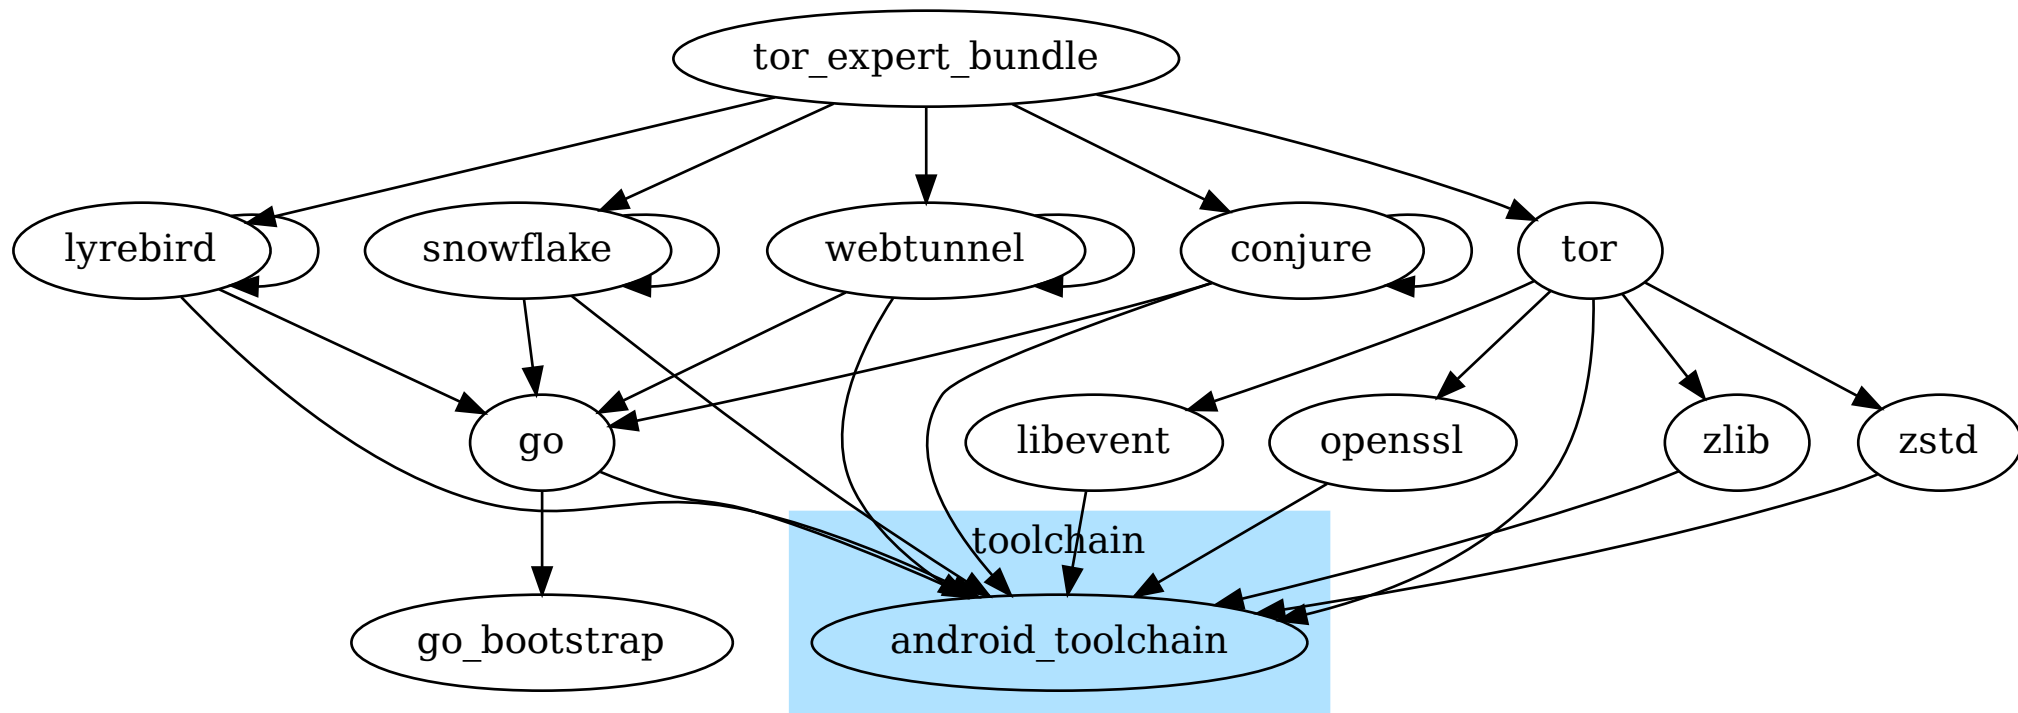 tor_expert_bundle
lyrebird
snowflake
webtunnel
conjure
tor
go
libevent
openssl
zlib
zstd
toolchain
go_bootstrap
android_toolchain